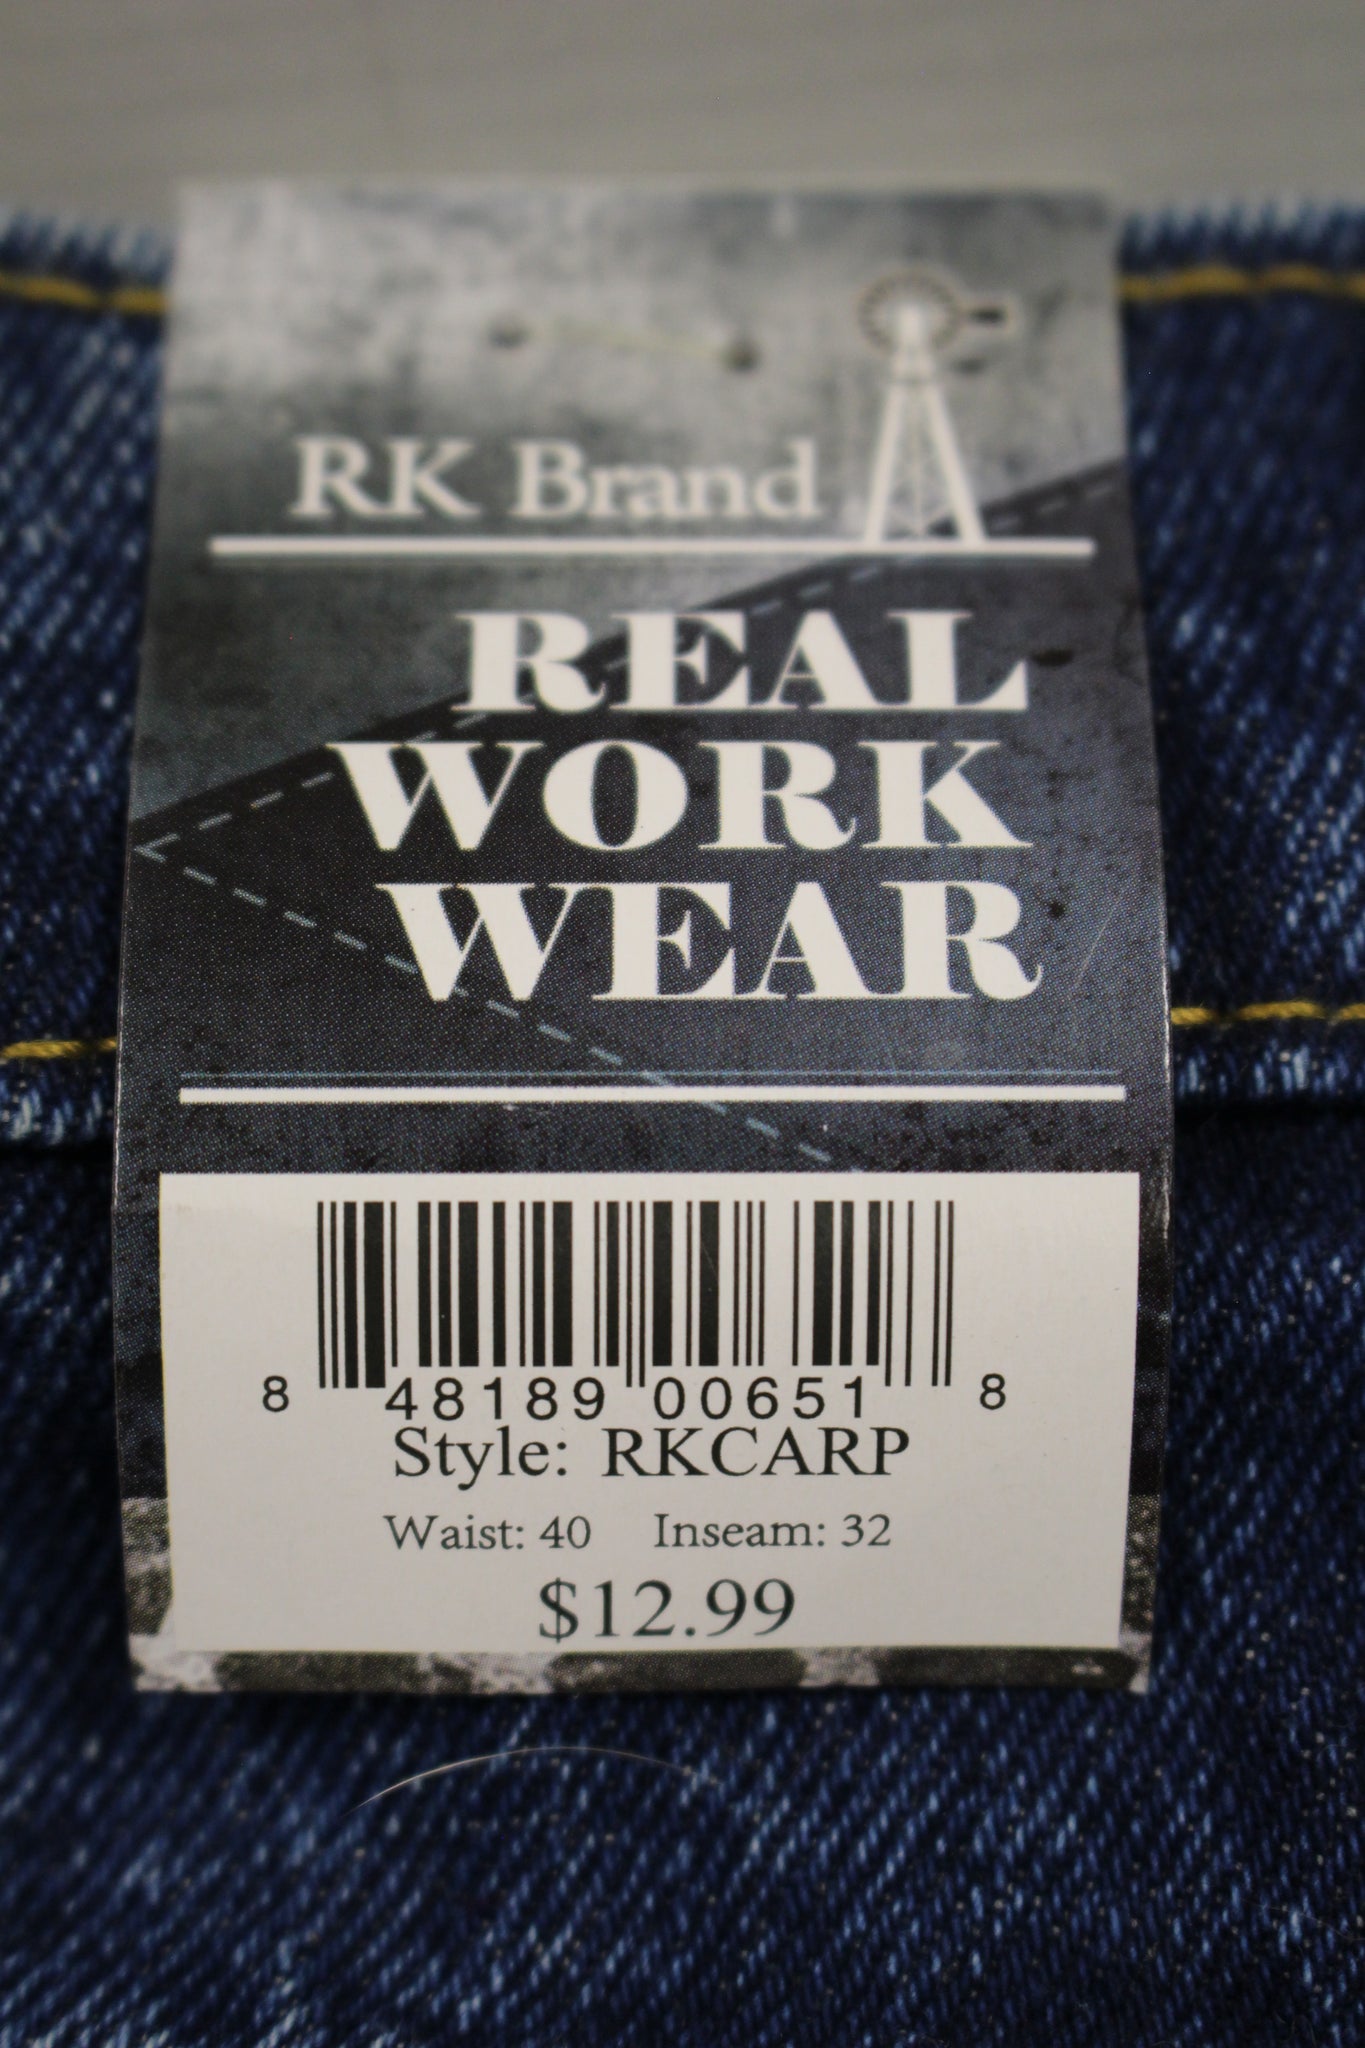 RK Brand
REAL
WORK
WEAR
8 48189 00651 8
Style: RKCARP
Waist: 40 Inseam: 32
$12.99